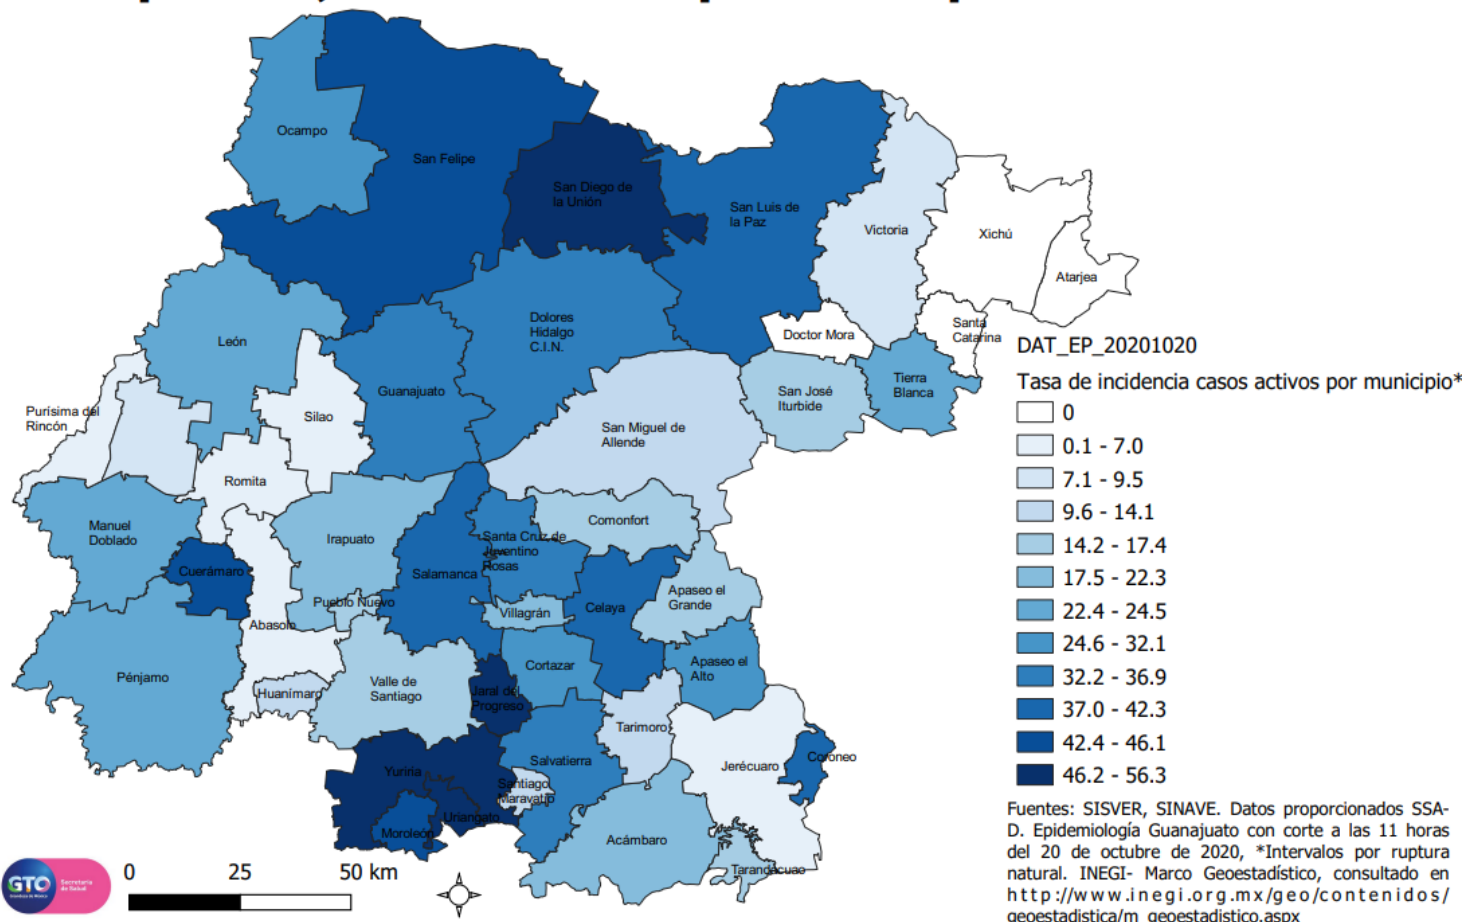 Ocampo
San Felipe
San Diego de
la Unión
San Luis de
la Paz
Victoria
Xichú
Atarjea
León
Dolores
Hidalgo
C.I.N.
Doctor Mora
Santa
Catarina
Guanajuato
Silao
Purísima del
Rincón
San José
Iturbide
Tierra
Blanca
San Miguel de
Allende
Romita
Manuel
Doblado
Irapuato
Comonfort
Santa Cruz de
Juventino
Rosas
Cuerámaro
Salamanca
Pueblo Nuevo
Villagrán
Celaya
Apaseo el
Grande
Abasolo
Pénjamo
Huanímaro
Valle de
Santiago
Cortazar
Apaseo el
Alto
Jaral del
Progreso
Tarimoro
Salvatierra
Jerécuaro
Coroneo
Yuriria
Santiago
Maravatío
Uriangato
Moroleón
Acámbaro
Tarandacuao
DAT_EP_20201020
Tasa de incidencia casos activos por municipio*
0
0.1 - 7.0
7.1 - 9.5
9.6 - 14.1
14.2 - 17.4
17.5 - 22.3
22.4 - 24.5
24.6 - 32.1
32.2 - 36.9
37.0 - 42.3
42.4 - 46.1
46.2 - 56.3
Fuentes: SISVER, SINAVE. Datos proporcionados SSA-
D. Epidemiología Guanajuato con corte a las 11 horas
del 20 de octubre de 2020, *Intervalos por ruptura
natural. INEGI- Marco Geoestadístico, consultado en
http://www.inegi.org.mx/geo/contenidos/
geoestadistica/m_geoestadistico.aspx
GTO
Secretaría
de Salud
0 25 50 km